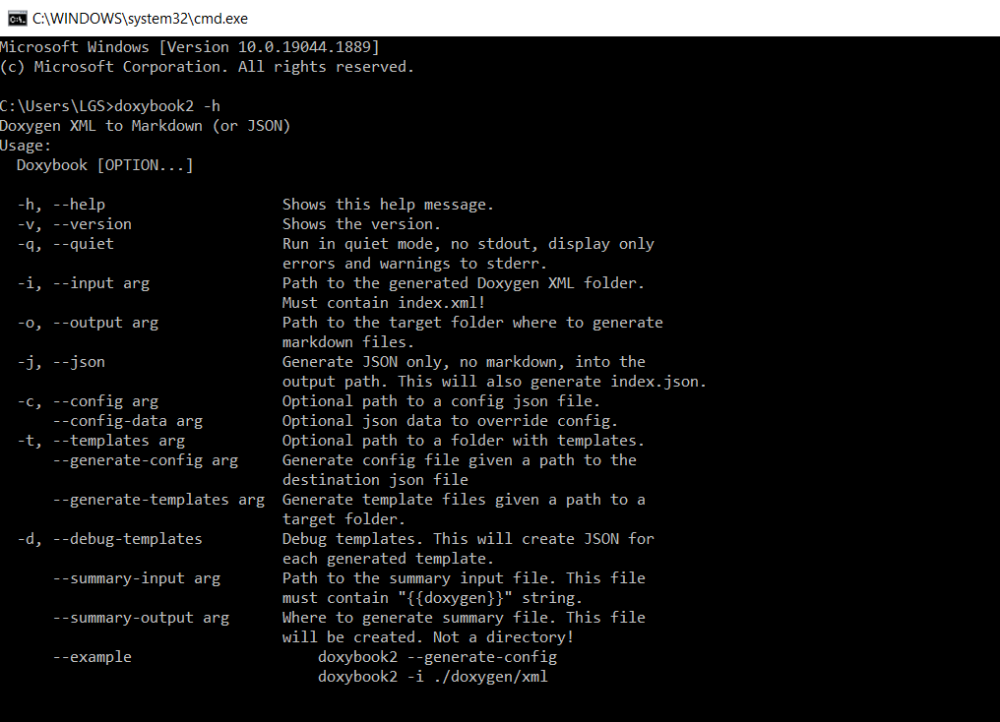 C:\WINDOWS\system32\cmd.exe
Microsoft Windows [Version 10.0.19044.1889]
(c) Microsoft Corporation. All rights reserved.
C:\Users\LGS>doxybook2 -h
Doxygen XML to Markdown (or JSON)
Usage:
  Doxybook [OPTION...]
  -h, --help                    Shows this help message.
  -v, --version                 Shows the version.
  -q, --quiet                   Run in quiet mode, no stdout, display only
                                errors and warnings to stderr.
  -i, --input arg               Path to the generated Doxygen XML folder.
                                Must contain index.xml!
  -o, --output arg              Path to the target folder where to generate
                                markdown files.
  -j, --json                    Generate JSON only, no markdown, into the
                                output path. This will also generate index.json.
  -c, --config arg              Optional path to a config json file.
      --config-data arg         Optional json data to override config.
  -t, --templates arg           Optional path to a folder with templates.
      --generate-config arg     Generate config file given a path to the
                                destination json file
      --generate-templates arg  Generate template files given a path to a
                                target folder.
  -d, --debug-templates         Debug templates. This will create JSON for
                                each generated template.
      --summary-input arg       Path to the summary input file. This file
                                must contain "{{doxygen}}" string.
      --summary-output arg      Where to generate summary file. This file
                                will be created. Not a directory!
      --example                     doxybook2 --generate-config
                                    doxybook2 -i ./doxygen/xml